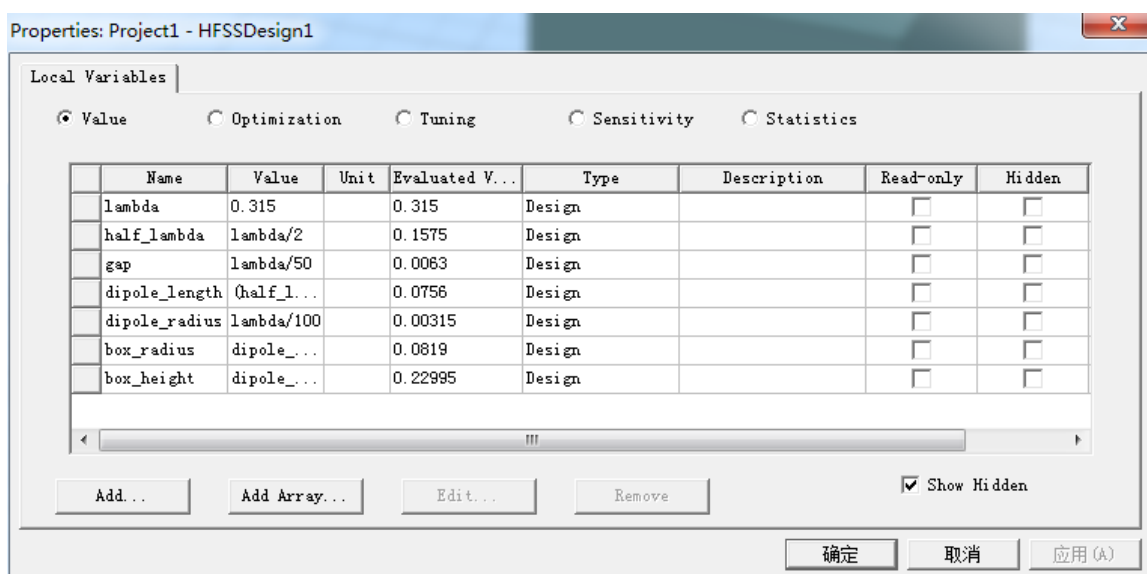 Properties: Project1 - HFSSDesign1
Local Variables
Value Optimization Tuning Sensitivity Statistics
Name Value Unit Evaluated V... Type Description Read-only Hidden
lambda 0.315 0.315 Design
half_lambda lambda/2 0.1575 Design
gap lambda/50 0.0063 Design
dipole_length (half_l... 0.0756 Design
dipole_radius lambda/100 0.00315 Design
box_radius dipole_... 0.0819 Design
box_height dipole_... 0.22995 Design
Add... Add Array... Edit... Remove Show Hidden
确定 取消 应用(A)